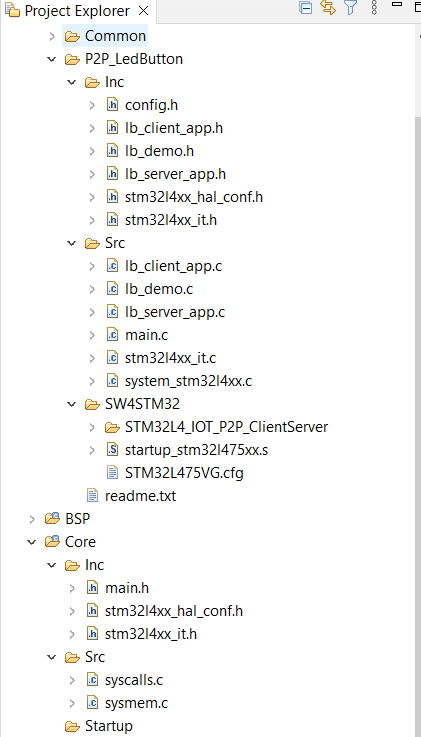 Project Explorer
Common
P2P_LedButton
Inc
config.h
lb_client_app.h
lb_demo.h
lb_server_app.h
stm32l4xx_hal_conf.h
stm32l4xx_it.h
Src
lb_client_app.c
lb_demo.c
lb_server_app.c
main.c
stm32l4xx_it.c
system_stm32l4xx.c
SW4STM32
STM32L4_IOT_P2P_ClientServer
startup_stm32l475xx.s
STM32L475VG.cfg
readme.txt
BSP
Core
Inc
main.h
stm32l4xx_hal_conf.h
stm32l4xx_it.h
Src
syscalls.c
sysmem.c
Startup